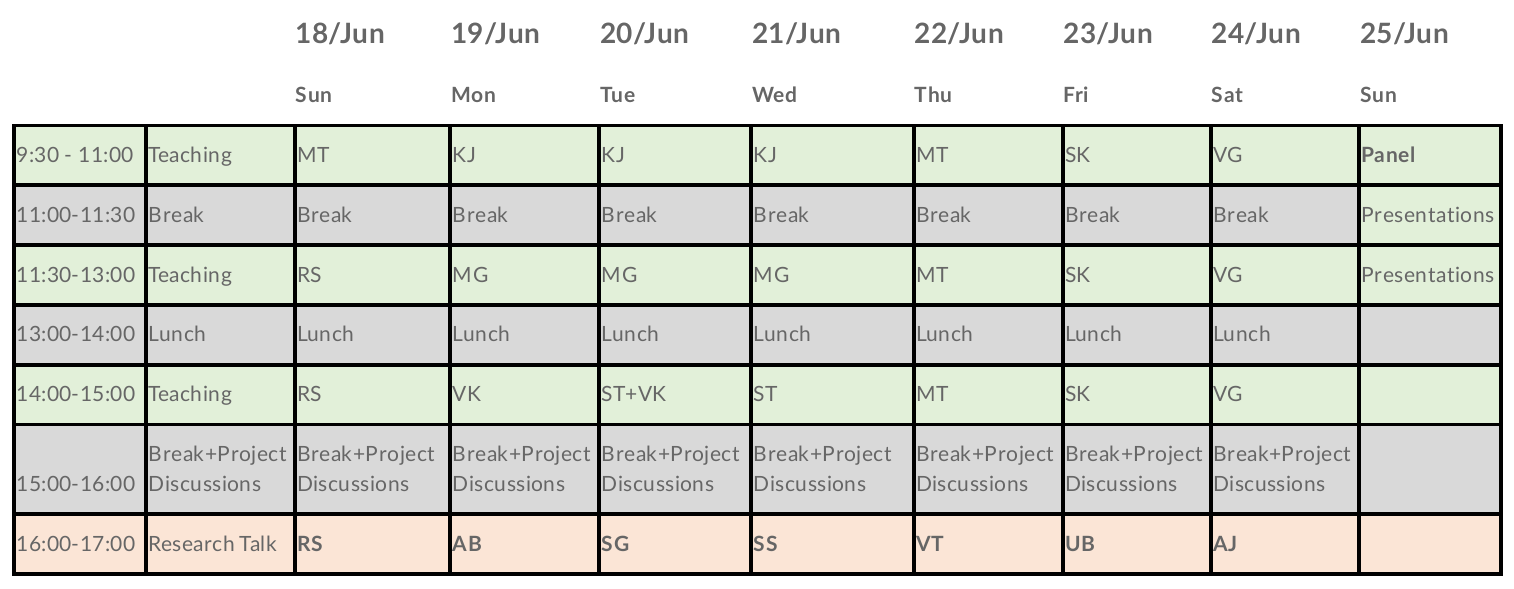 18/Jun 19/Jun 20/Jun 21/Jun 22/Jun 23/Jun 24/Jun 25/Jun
Sun Mon Tue Wed Thu Fri Sat Sun
9:30 - 11:00 Teaching MT KJ KJ KJ MT SK VG Panel
11:00-11:30 Break Break Break Break Break Break Break Break Presentations
11:30-13:00 Teaching RS MG MG MG MT SK VG Presentations
13:00-14:00 Lunch Lunch Lunch Lunch Lunch Lunch Lunch Lunch
14:00-15:00 Teaching RS VK ST+VK ST MT SK VG
Break+Project Break+Project Break+Project Break+Project Break+Project Break+Project Break+Project Break+Project
15:00-16:00 Discussions Discussions Discussions Discussions Discussions Discussions Discussions Discussions
16:00-17:00 Research Talk RS AB SG SS VT UB AJ